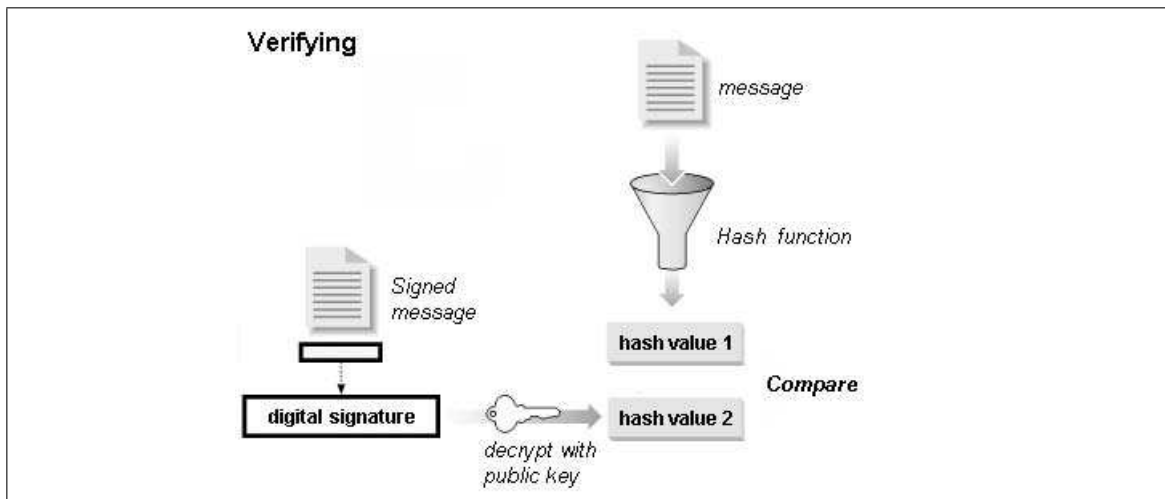 Verifying
message
Hash function
Signed
message
hash value 1
Compare
digital signature
hash value 2
decrypt with
public key